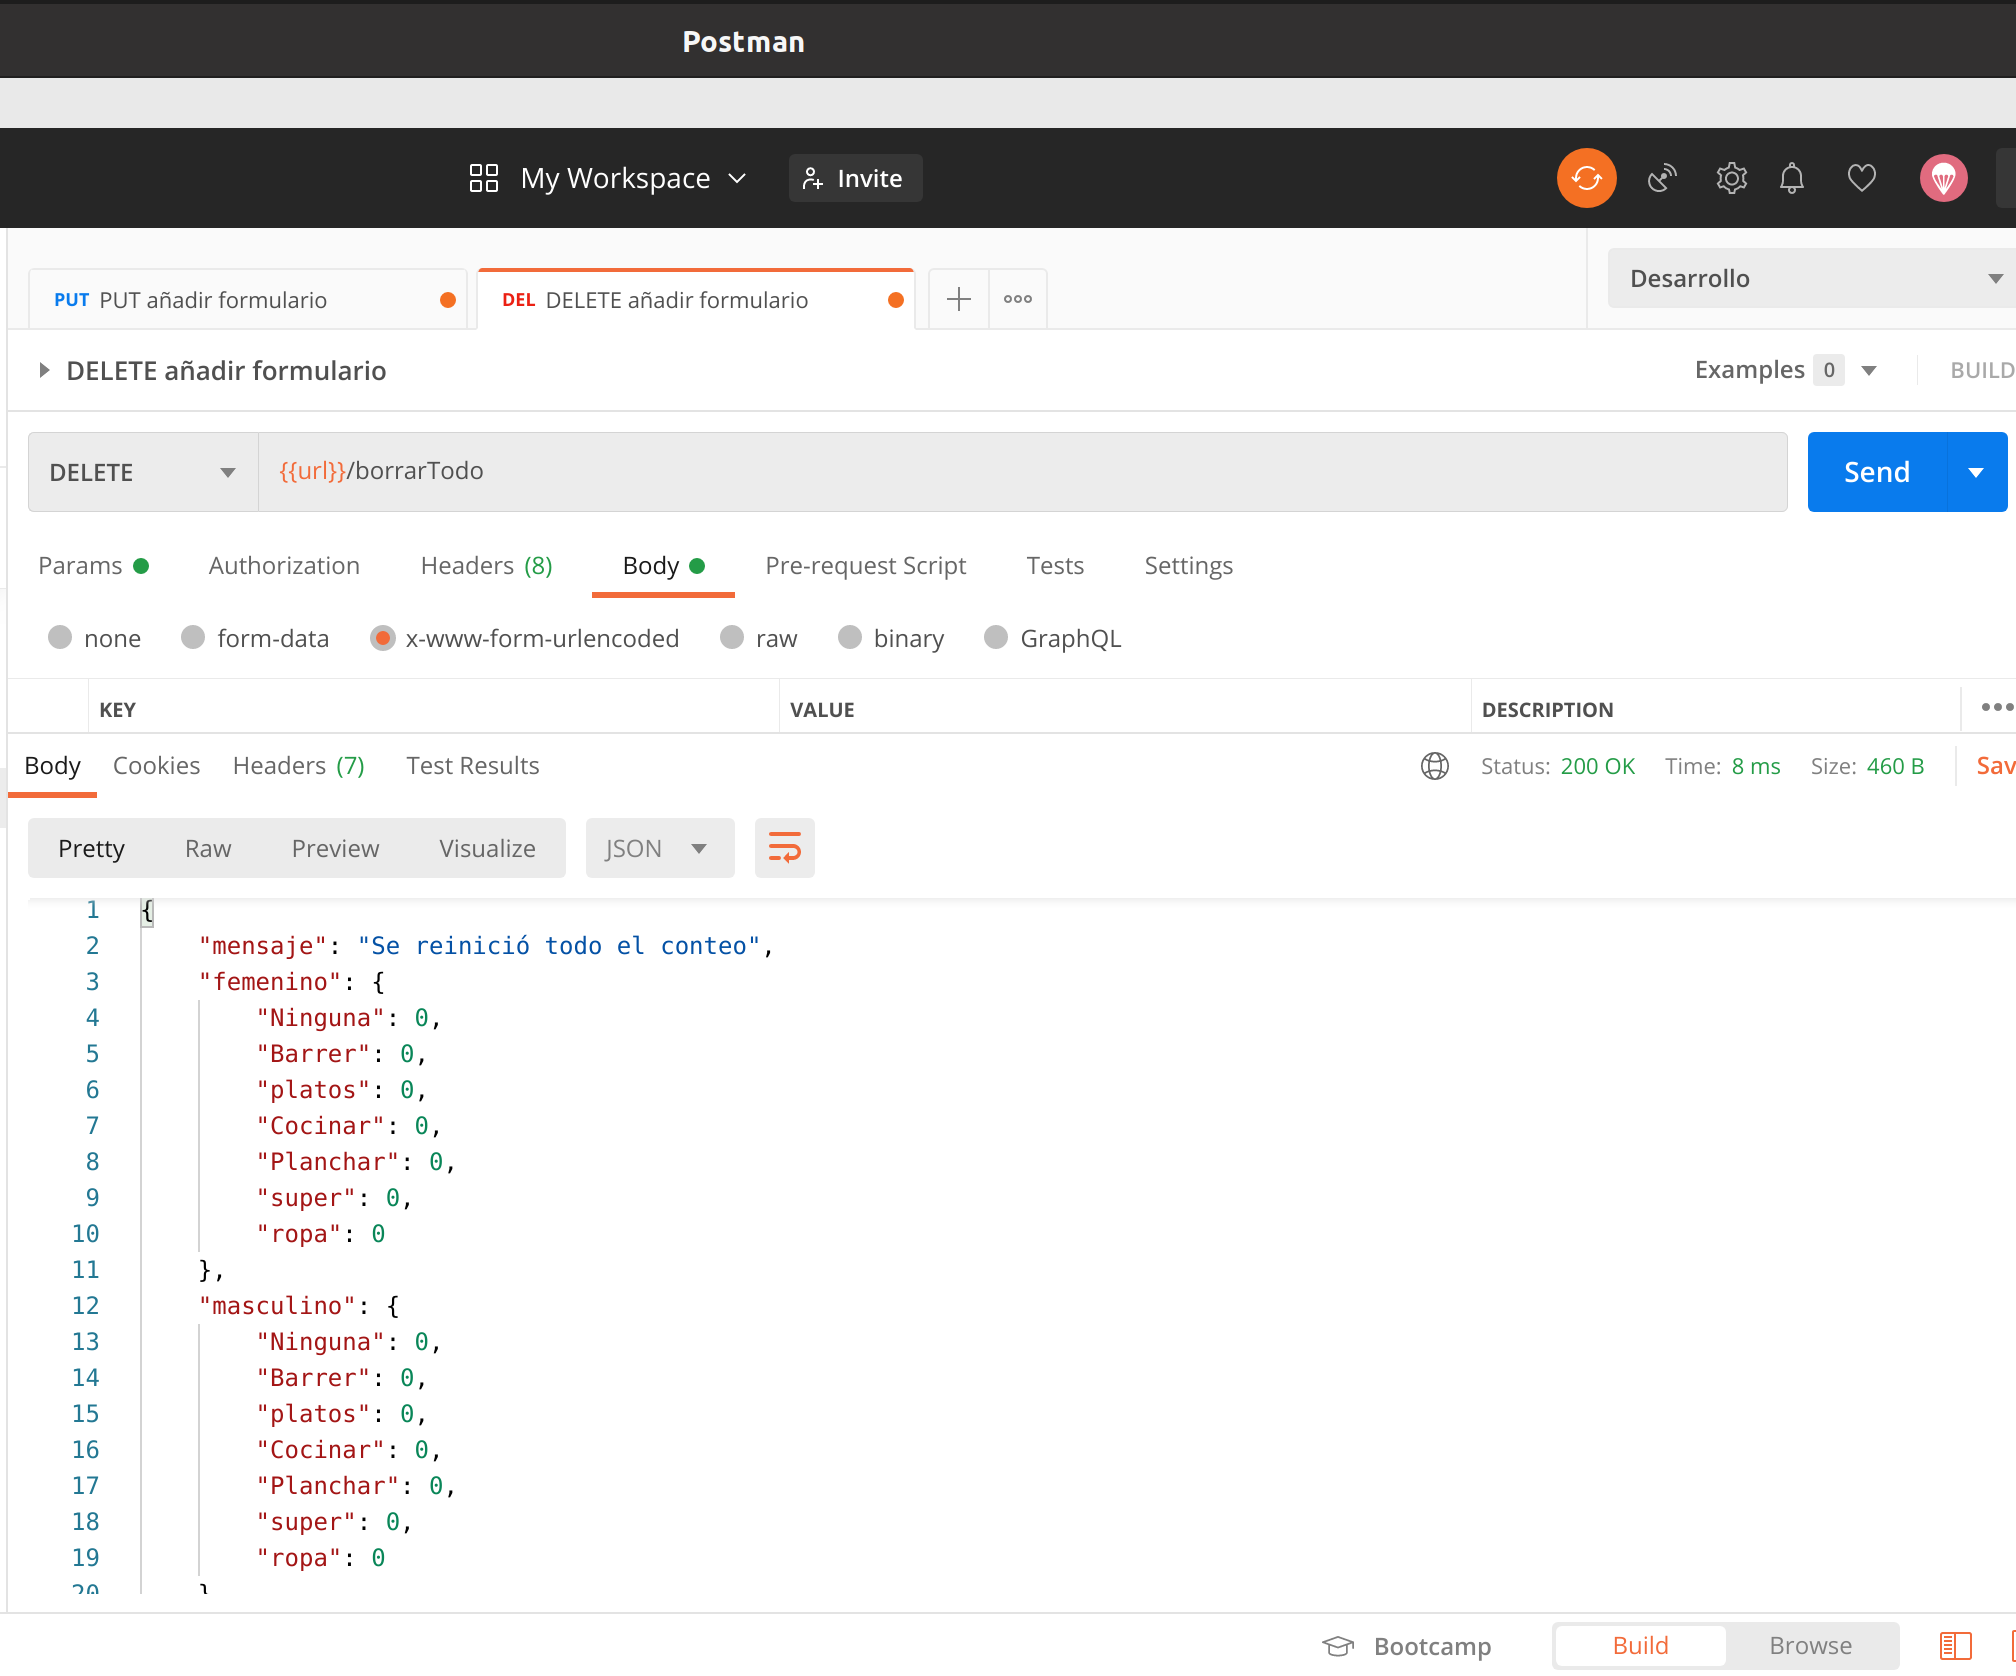 Postman
My Workspace
Invite
PUT PUT añadir formulario
DEL DELETE añadir formulario
Desarrollo
DELETE añadir formulario
Examples 0
BUILD
DELETE
{{url}}/borrarTodo
Send
Params
Authorization
Headers (8)
Body
Pre-request Script
Tests
Settings
none
form-data
x-www-form-urlencoded
raw
binary
GraphQL
KEY
VALUE
DESCRIPTION
Body
Cookies
Headers (7)
Test Results
Status: 200 OK
Time: 8 ms
Size: 460 B
Sav
Pretty
Raw
Preview
Visualize
JSON
1 {
2 "mensaje": "Se reinició todo el conteo",
3 "femenino": {
4 "Ninguna": 0,
5 "Barrer": 0,
6 "platos": 0,
7 "Cocinar": 0,
8 "Planchar": 0,
9 "super": 0,
10 "ropa": 0
11 },
12 "masculino": {
13 "Ninguna": 0,
14 "Barrer": 0,
15 "platos": 0,
16 "Cocinar": 0,
17 "Planchar": 0,
18 "super": 0,
19 "ropa": 0
20 }
Bootcamp
Build
Browse